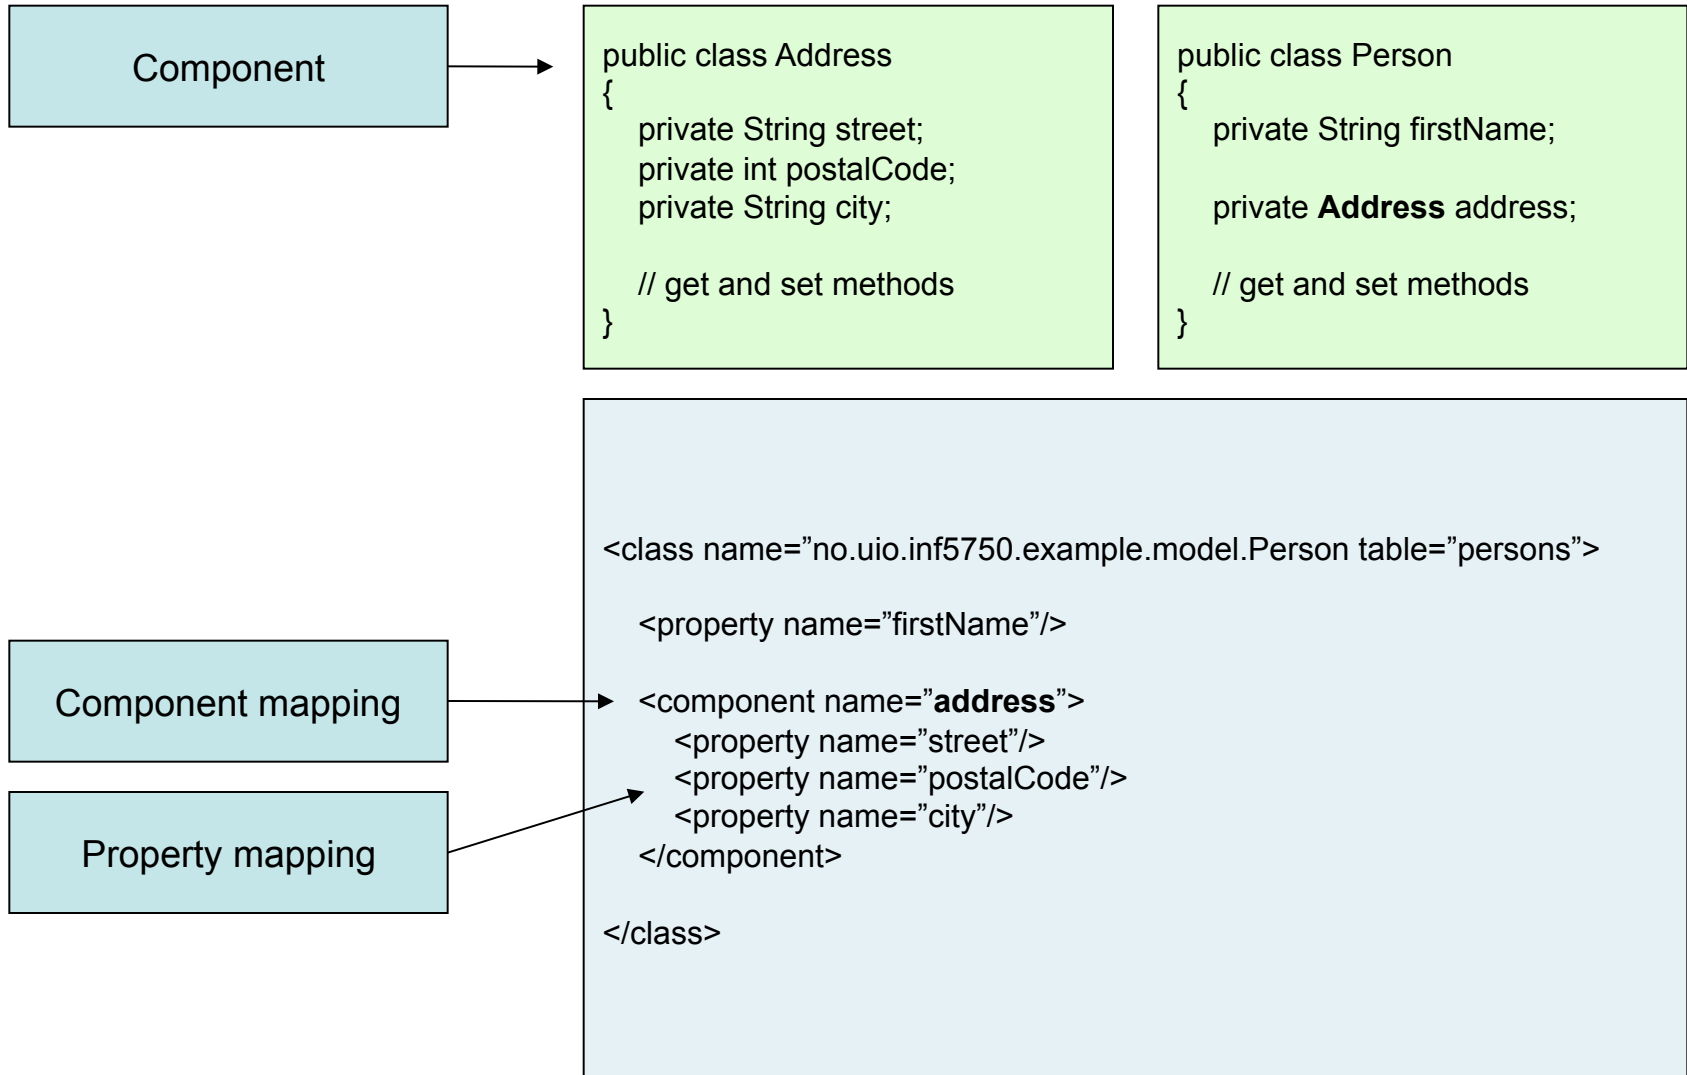 Component
public class Address
{
private String street;
private int postalCode;
private String city;
// get and set methods
}
public class Person
{
private String firstName;
private Address address;
// get and set methods
}
<class name=”no.uio.inf5750.example.model.Person table=”persons”>
<property name=”firstName”/>
Component mapping
<component name=”address”>
<property name=”street”/>
<property name=”postalCode”/>
<property name=”city”/>
</component>
Property mapping
</class>